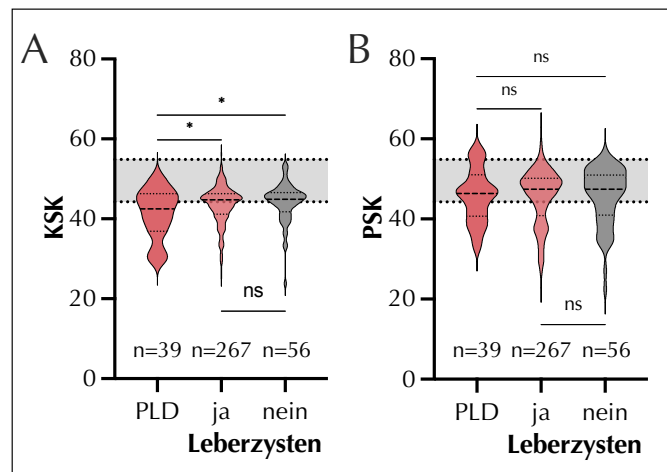 A
80
60
40
20
0
KSK
*
*
ns
n=39 n=267 n=56
PLD ja nein
Leberzysten
B
80
60
40
20
0
PSK
ns
ns
ns
n=39 n=267 n=56
PLD ja nein
Leberzysten